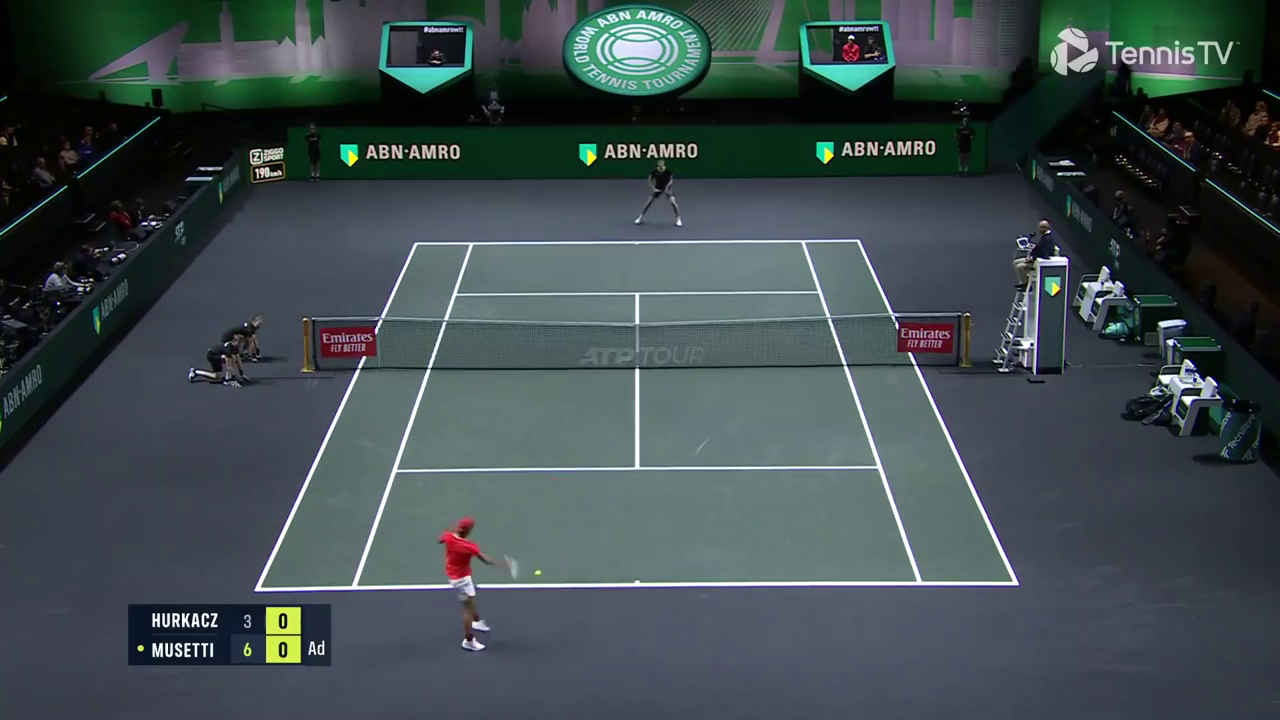 #abnamrowtt
ABN AMRO
WORLD TENNIS TOURNAMENT
#abnamrowtt
TennisTV
ZIGGO
SPORT
190 km/h
ABN·AMRO
ABN·AMRO
ABN·AMRO
ABN·AMRO
ABN·AMRO
Emirates
FLY BETTER
ATP TOUR
Emirates
FLY BETTER
HURKACZ 3 0
MUSETTI 6 0 Ad